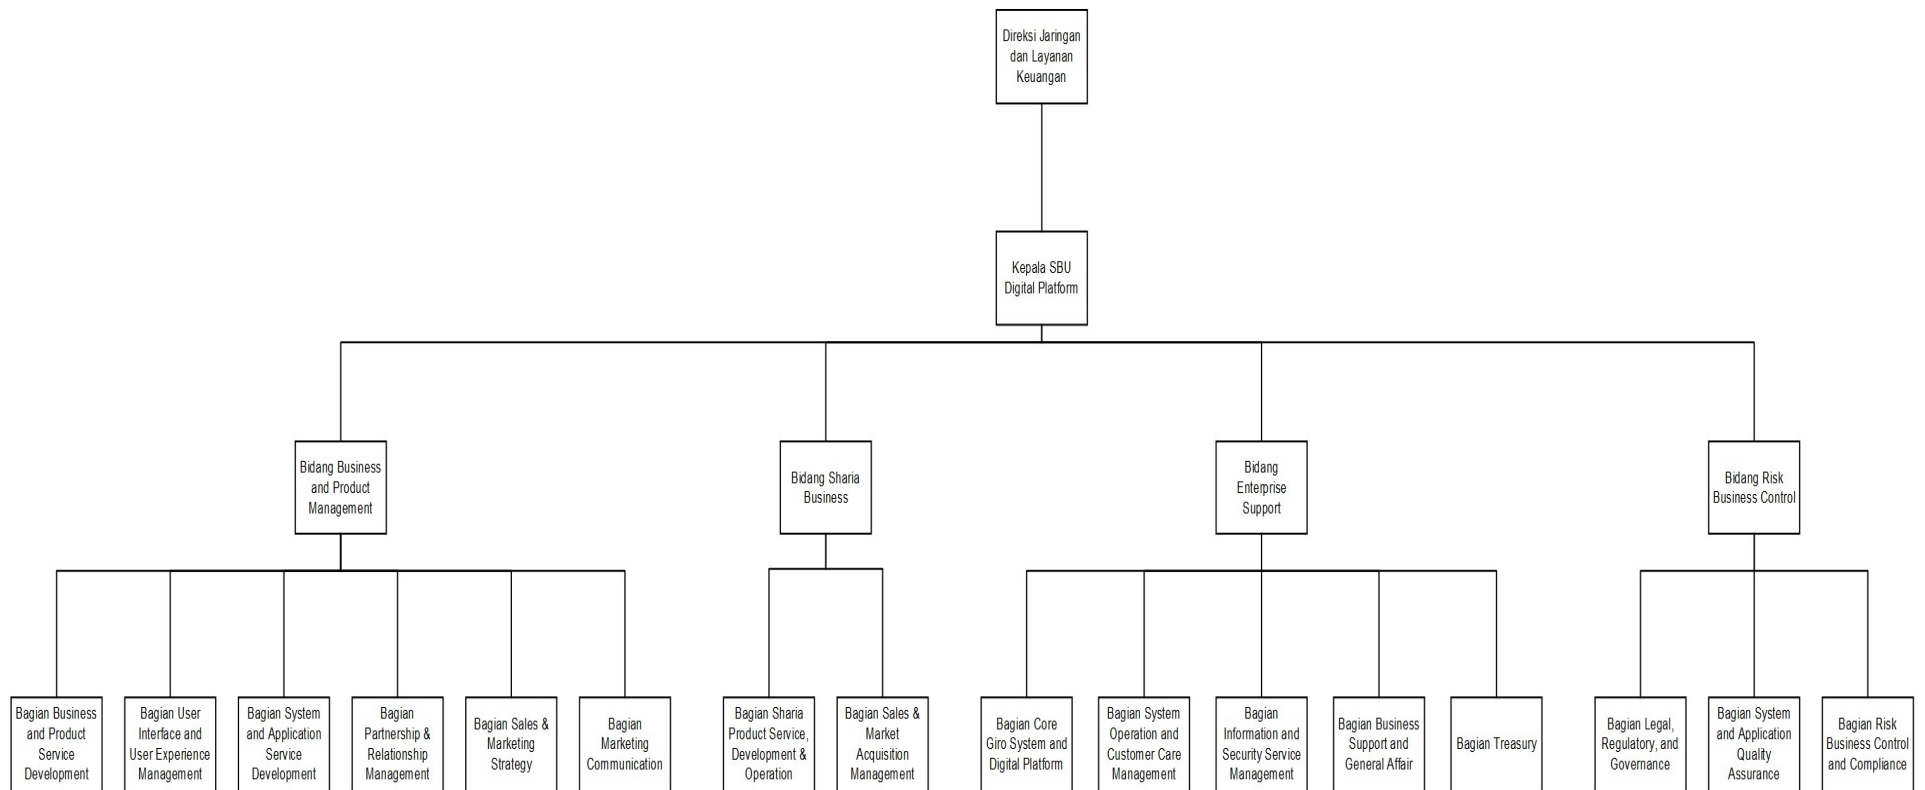 Direksi Jaringan
dan Layanan
Keuangan
Kepala SBU
Digital Platform
Bidang Business
and Product
Management
Bidang Sharia
Business
Bidang
Enterprise
Support
Bidang Risk
Business Control
Bagian Business
and Product
Service
Development
Bagian User
Interface and
User Experience
Management
Bagian System
and Application
Service
Development
Bagian
Partnership &
Relationship
Management
Bagian Sales &
Marketing
Strategy
Bagian
Marketing
Communication
Bagian Sharia
Product Service,
Development &
Operation
Bagian Sales &
Market
Acquisition
Management
Bagian Core
Giro System and
Digital Platform
Bagian System
Operation and
Customer Care
Management
Bagian
Information and
Security Service
Management
Bagian Business
Support and
General Affair
Bagian Treasury
Bagian Legal,
Regulatory, and
Governance
Bagian System
and Application
Quality
Assurance
Bagian Risk
Business Control
and Compliance